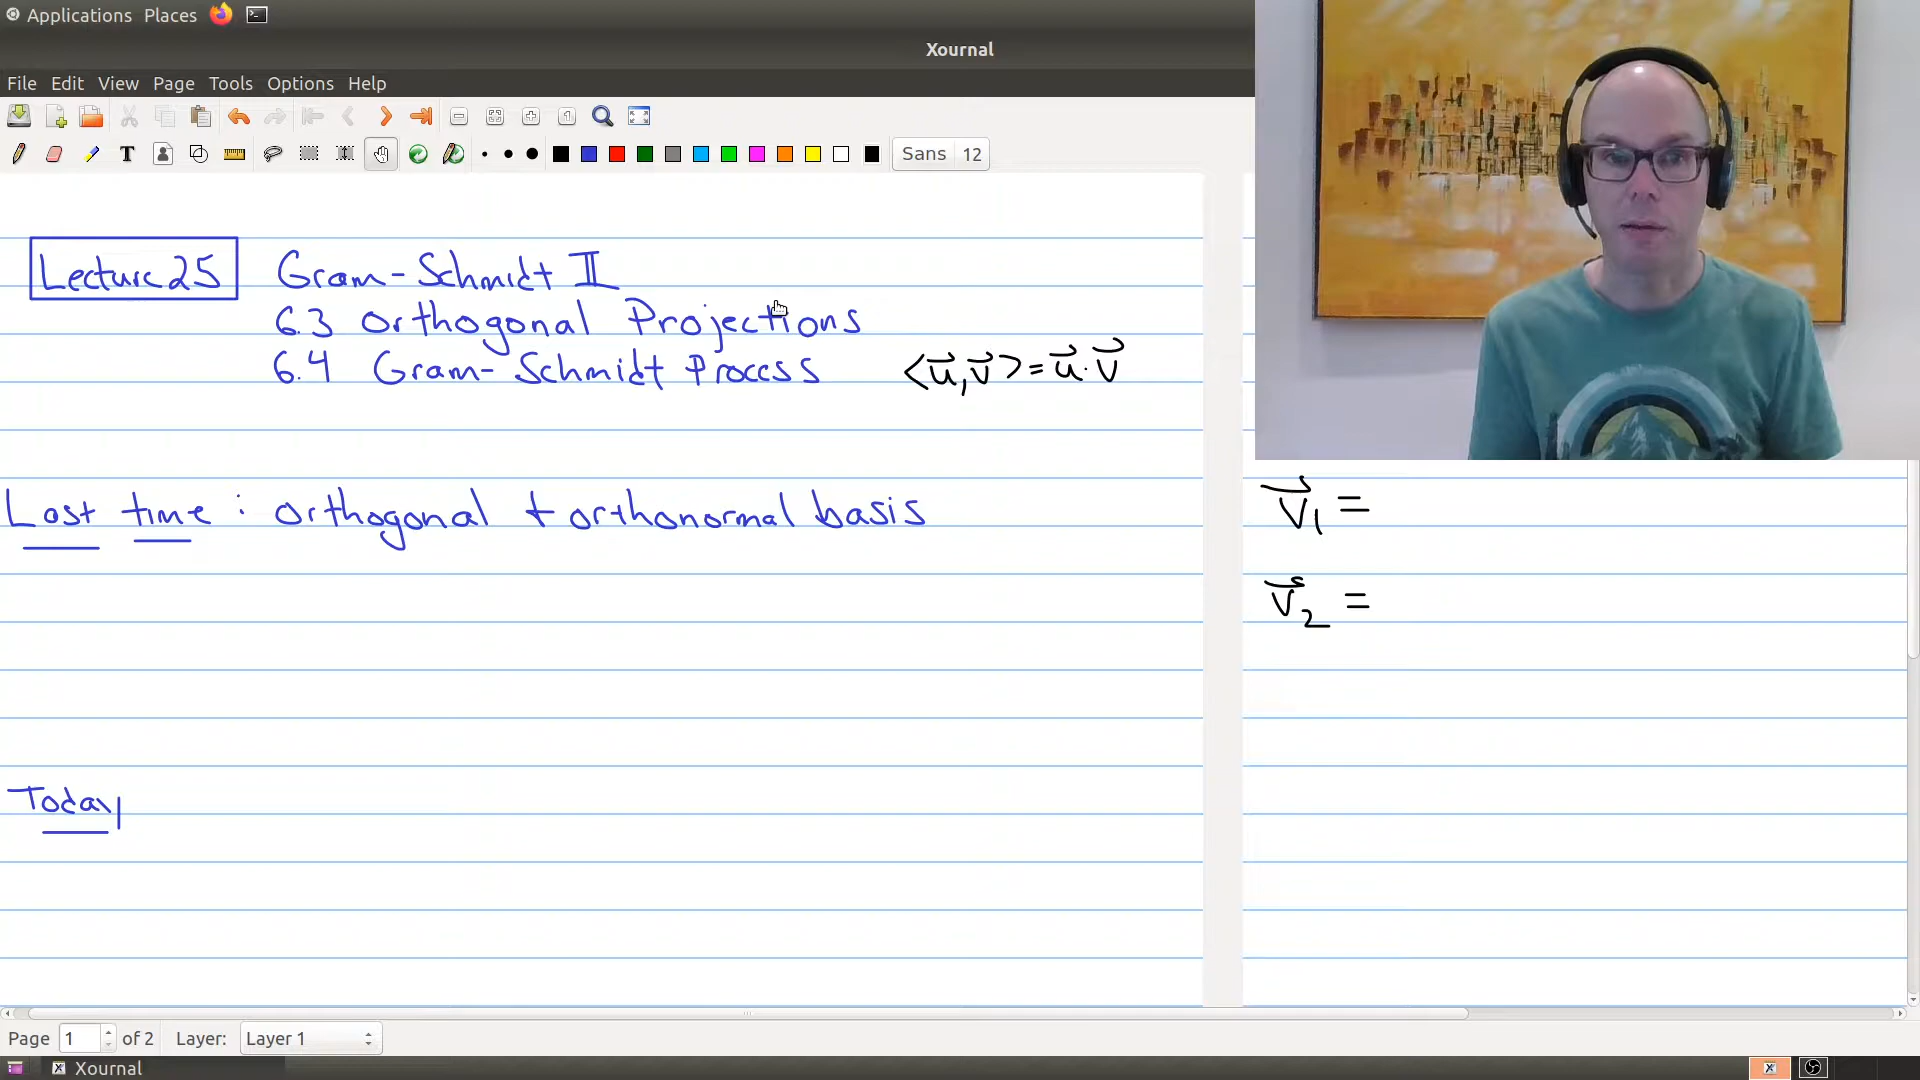 Applications Places
Xournal
File Edit View Page Tools Options Help
Sans 12
Lecture 25 Gram-Schmidt II
6.3 Orthogonal Projections
6.4 Gram-Schmidt Process <u⃗,v⃗> = u⃗·v⃗
Last time : orthogonal + orthonormal basis
v⃗₁ =
v⃗₂ =
Today
Page 1 of 2 Layer: Layer 1
Xournal